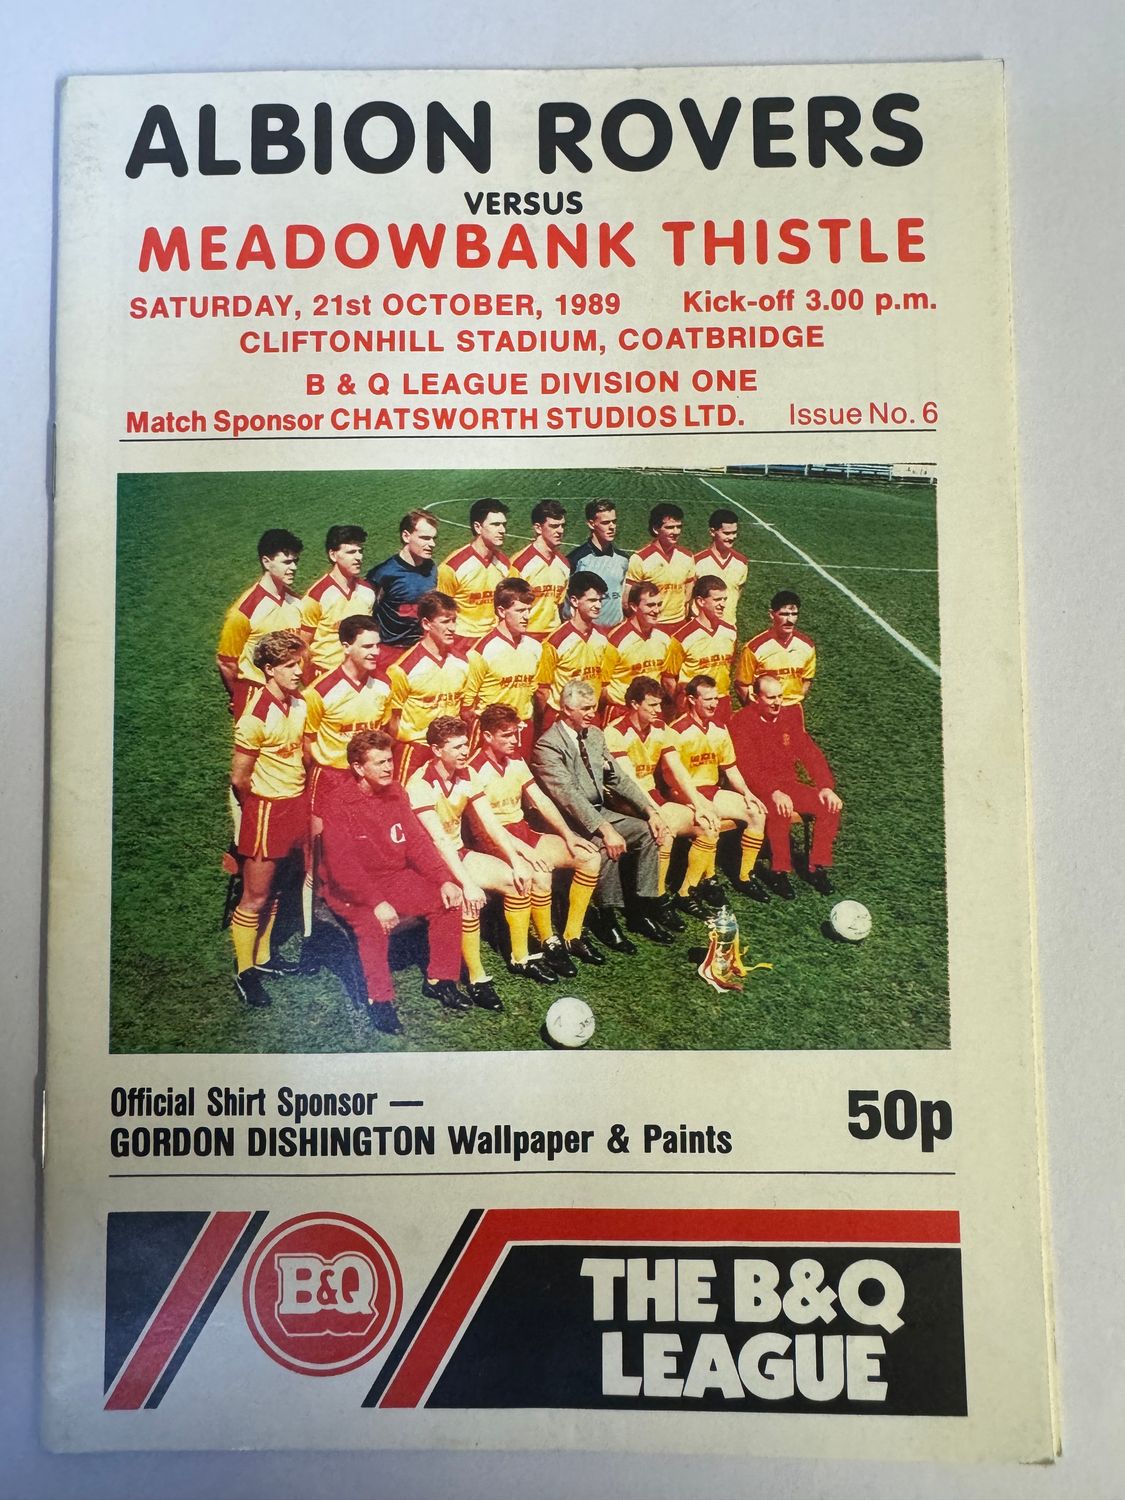 ALBION ROVERS
VERSUS
MEADOWBANK THISTLE
SATURDAY, 21st OCTOBER, 1989 Kick-off 3.00 p.m.
CLIFTONHILL STADIUM, COATBRIDGE
B & Q LEAGUE DIVISION ONE
Match Sponsor CHATSWORTH STUDIOS LTD. Issue No. 6
C
Official Shirt Sponsor —
GORDON DISHINGTON Wallpaper & Paints
50p
B&Q
THE B&Q
LEAGUE